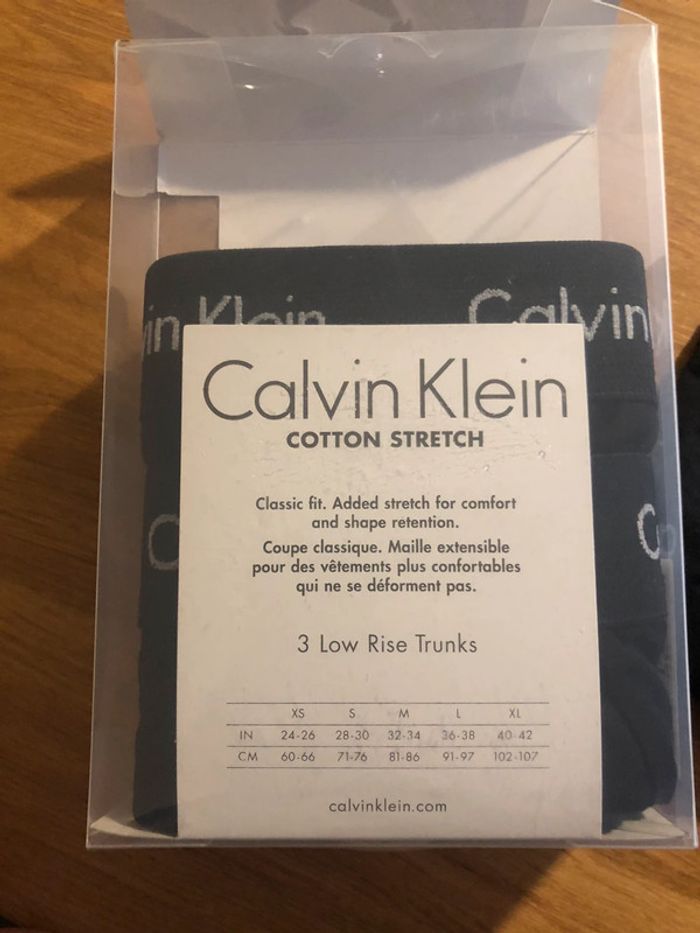 in Klein
Calvin
Calvin Klein
COTTON STRETCH
Classic fit. Added stretch for comfort
and shape retention.
Coupe classique. Maille extensible
pour des vêtements plus confortables
qui ne se déforment pas.
C
C
3 Low Rise Trunks
XS S M L XL
IN 24-26 28-30 32-34 36-38 40-42
CM 60-66 71-76 81-86 91-97 102-107
calvinklein.com